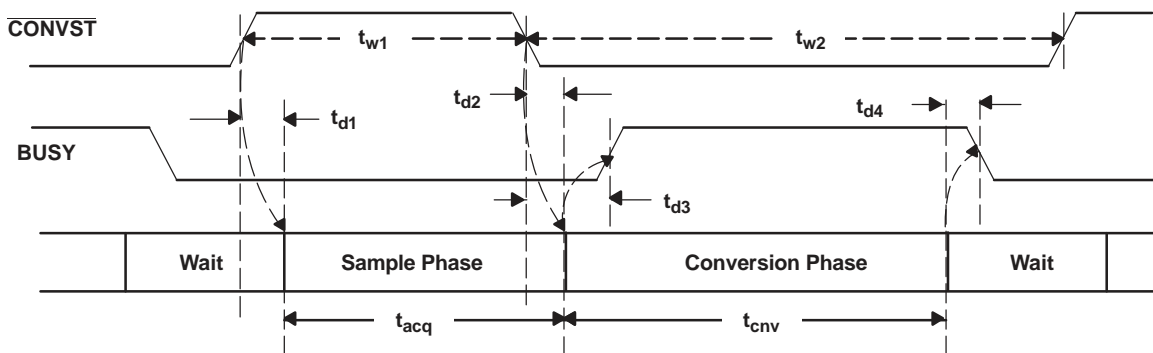 CONVST
tw1
tw2
td2
td4
td1
BUSY
td3
Wait
Sample Phase
Conversion Phase
Wait
tacq
tcnv